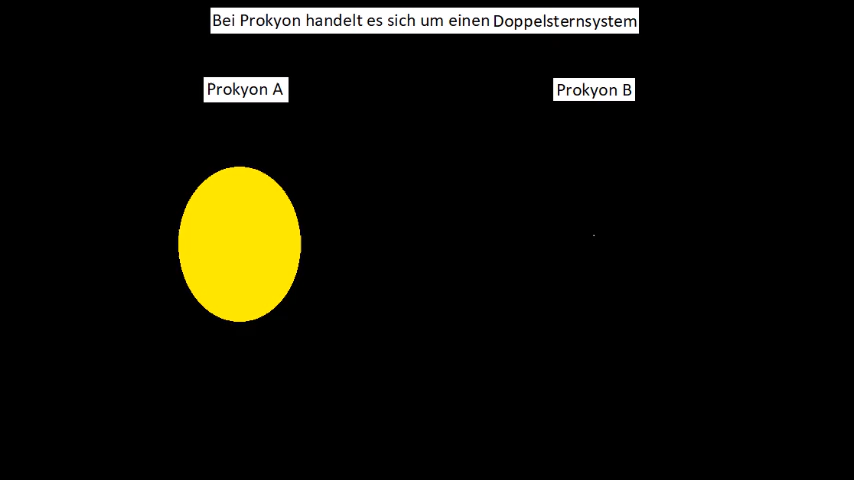 Bei Prokyon handelt es sich um einen Doppelsternsystem
Prokyon A
Prokyon B